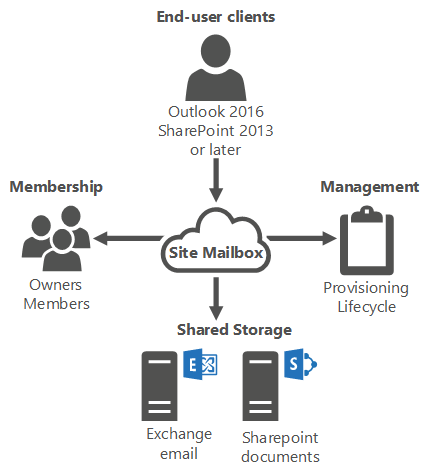 End-user clients
Outlook 2016
SharePoint 2013
or later
Membership
Management
Site Mailbox
Owners
Members
Provisioning
Lifecycle
Shared Storage
E
S
Exchange
email
Sharepoint
documents